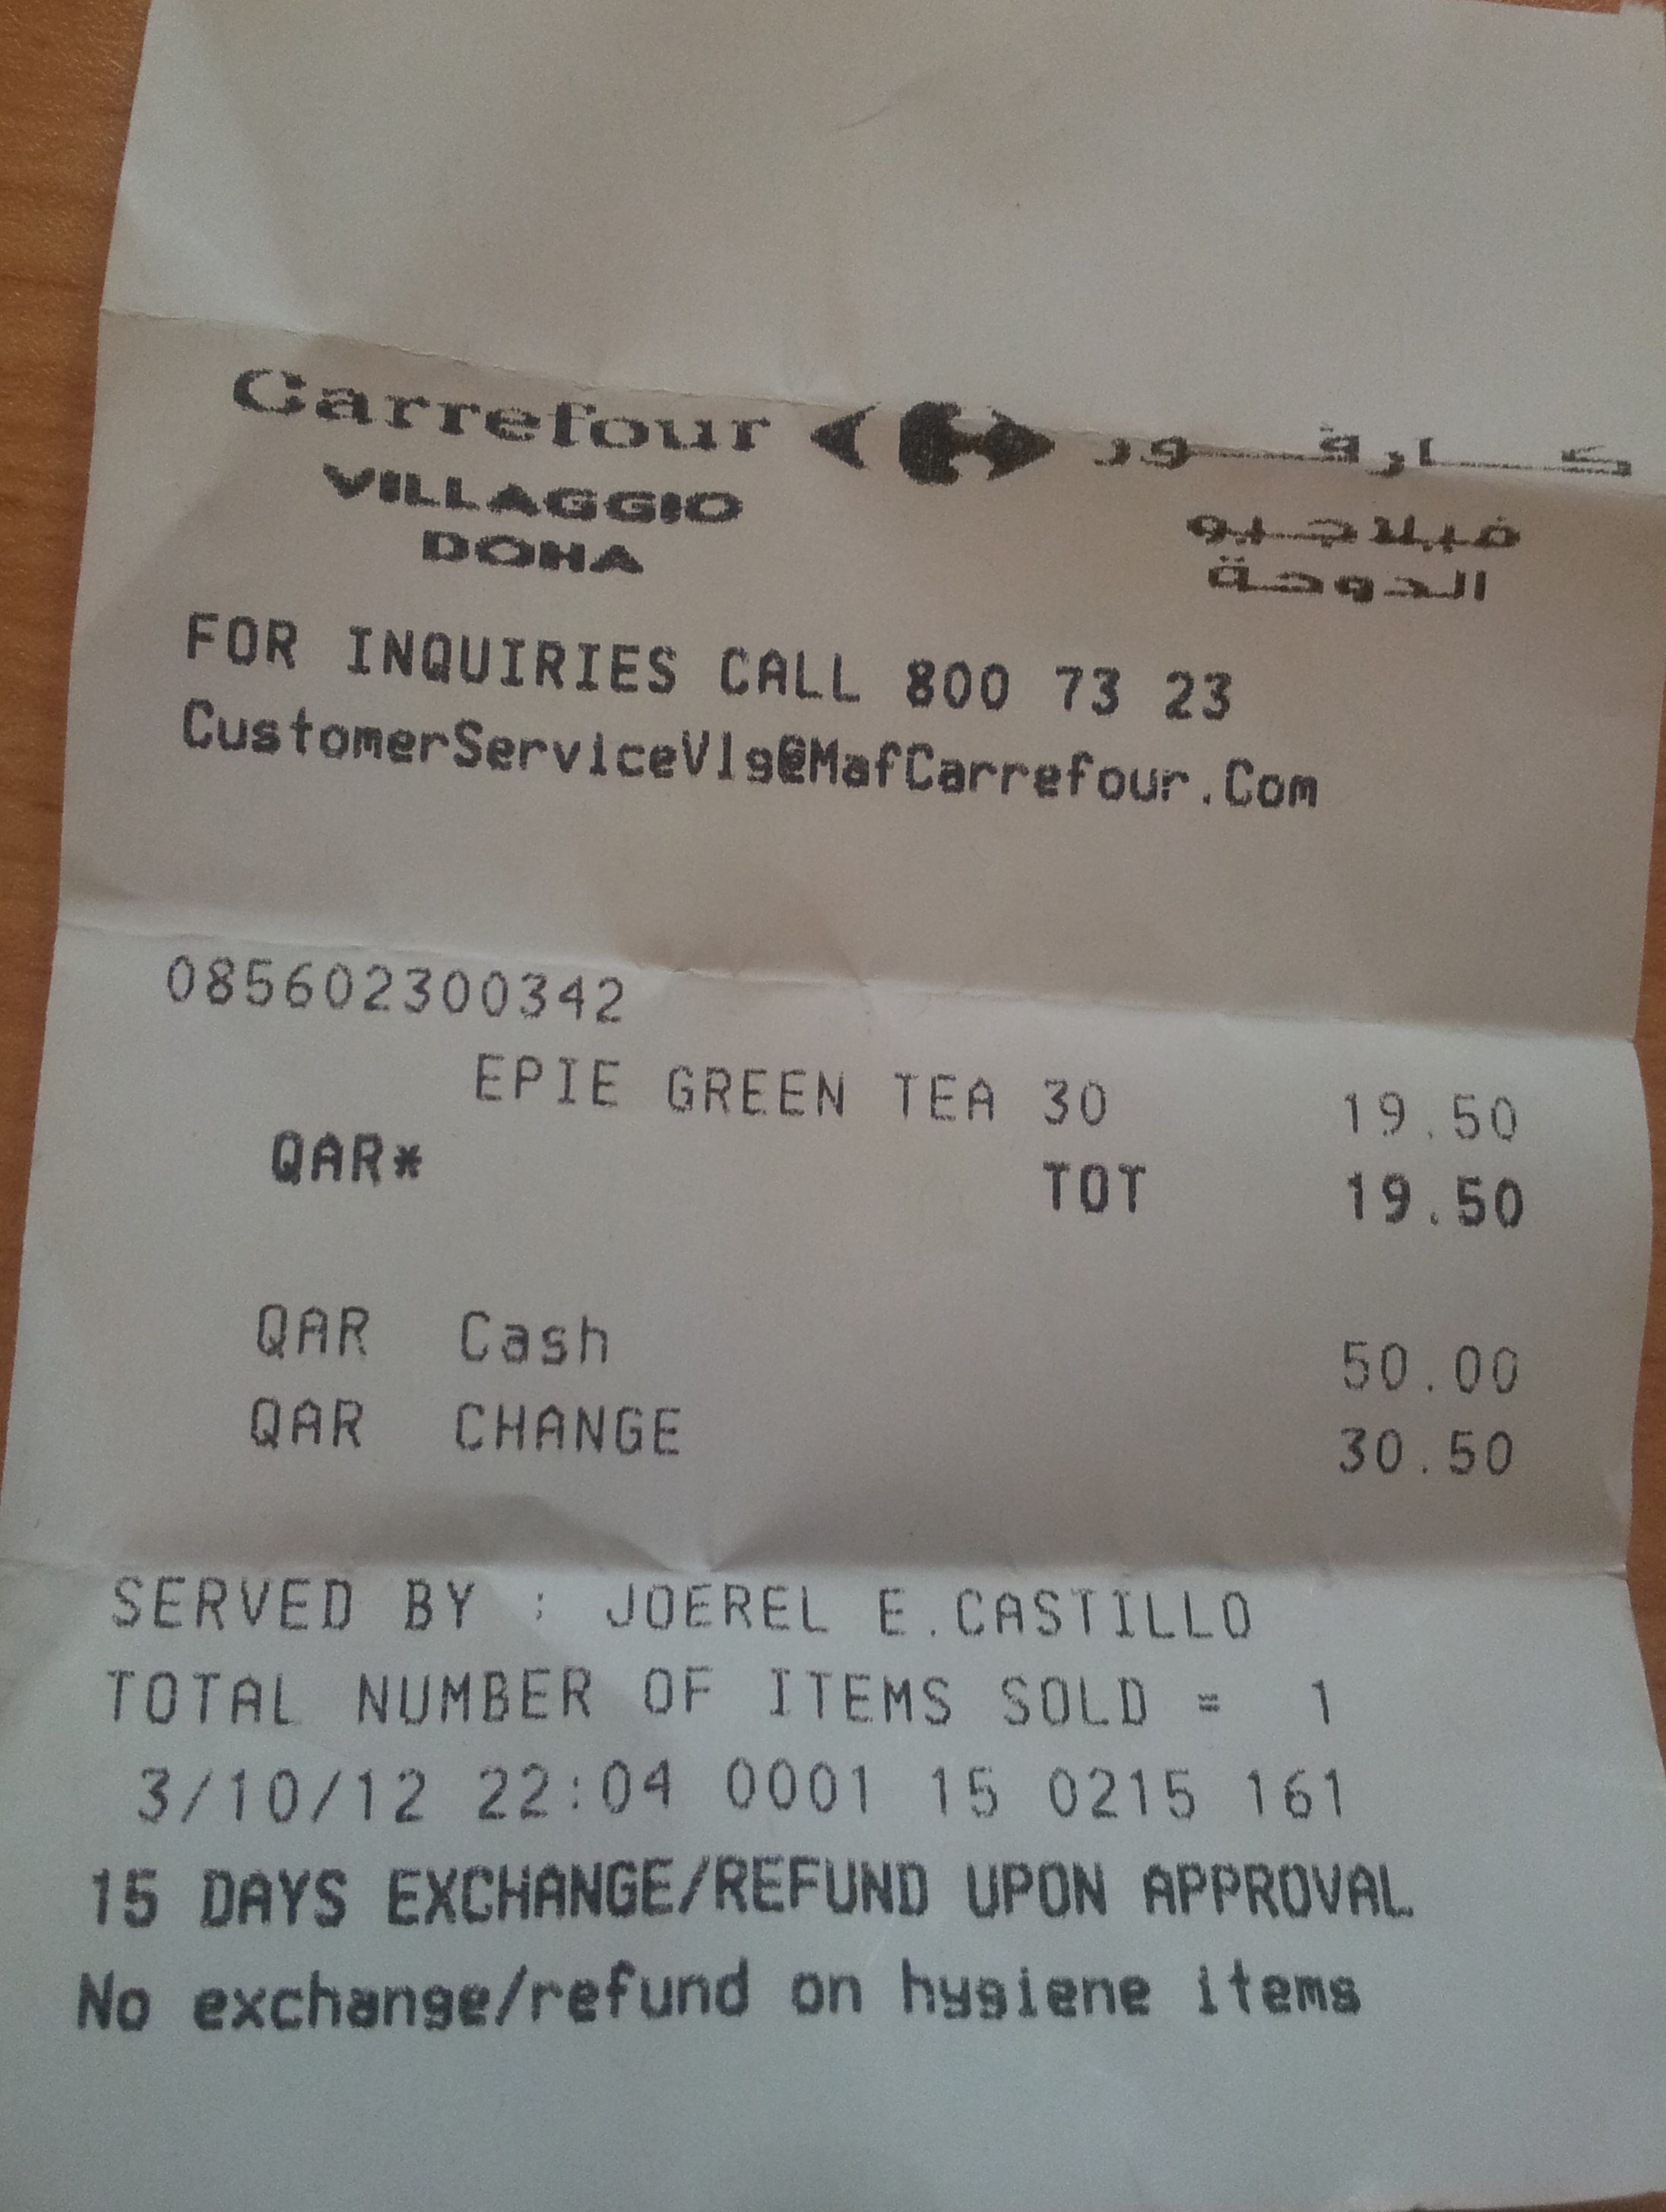 Carrefour كارفور
VILLAGGIO فيلاجيو
DOHA الدوحة
FOR INQUIRIES CALL 800 73 23
CustomerServiceVlg@MafCarrefour.Com
085602300342
EPIE GREEN TEA 30 19.50
QAR* TOT 19.50
QAR Cash 50.00
QAR CHANGE 30.50
SERVED BY : JOEREL E.CASTILLO
TOTAL NUMBER OF ITEMS SOLD = 1
3/10/12 22:04 0001 15 0215 161
15 DAYS EXCHANGE/REFUND UPON APPROVAL.
No exchange/refund on hygiene items